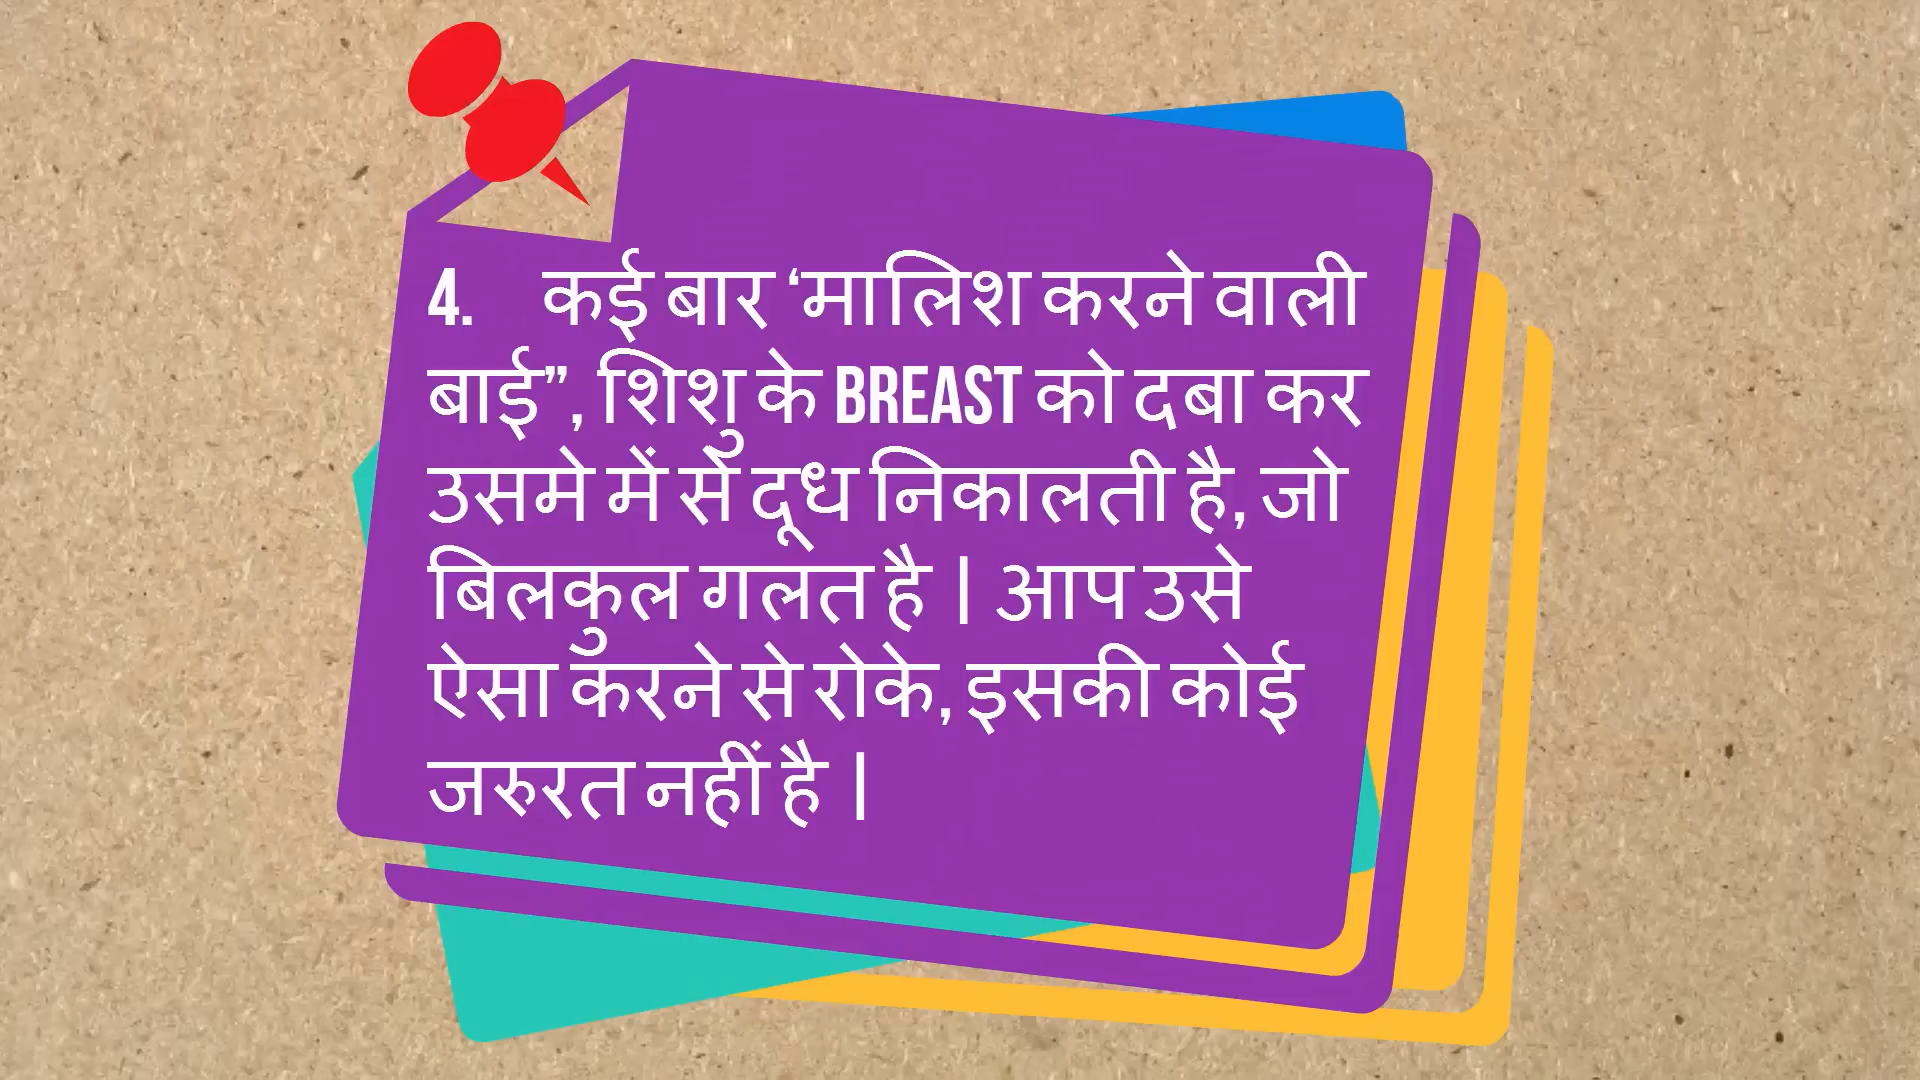 4. कई बार ‘मालिश करने वाली
बाई”, शिशु के BREAST को दबा कर
उसमे में से दूध निकालती है, जो
बिलकुल गलत है | आप उसे
ऐसा करने से रोके, इसकी कोई
जरुरत नहीं है |